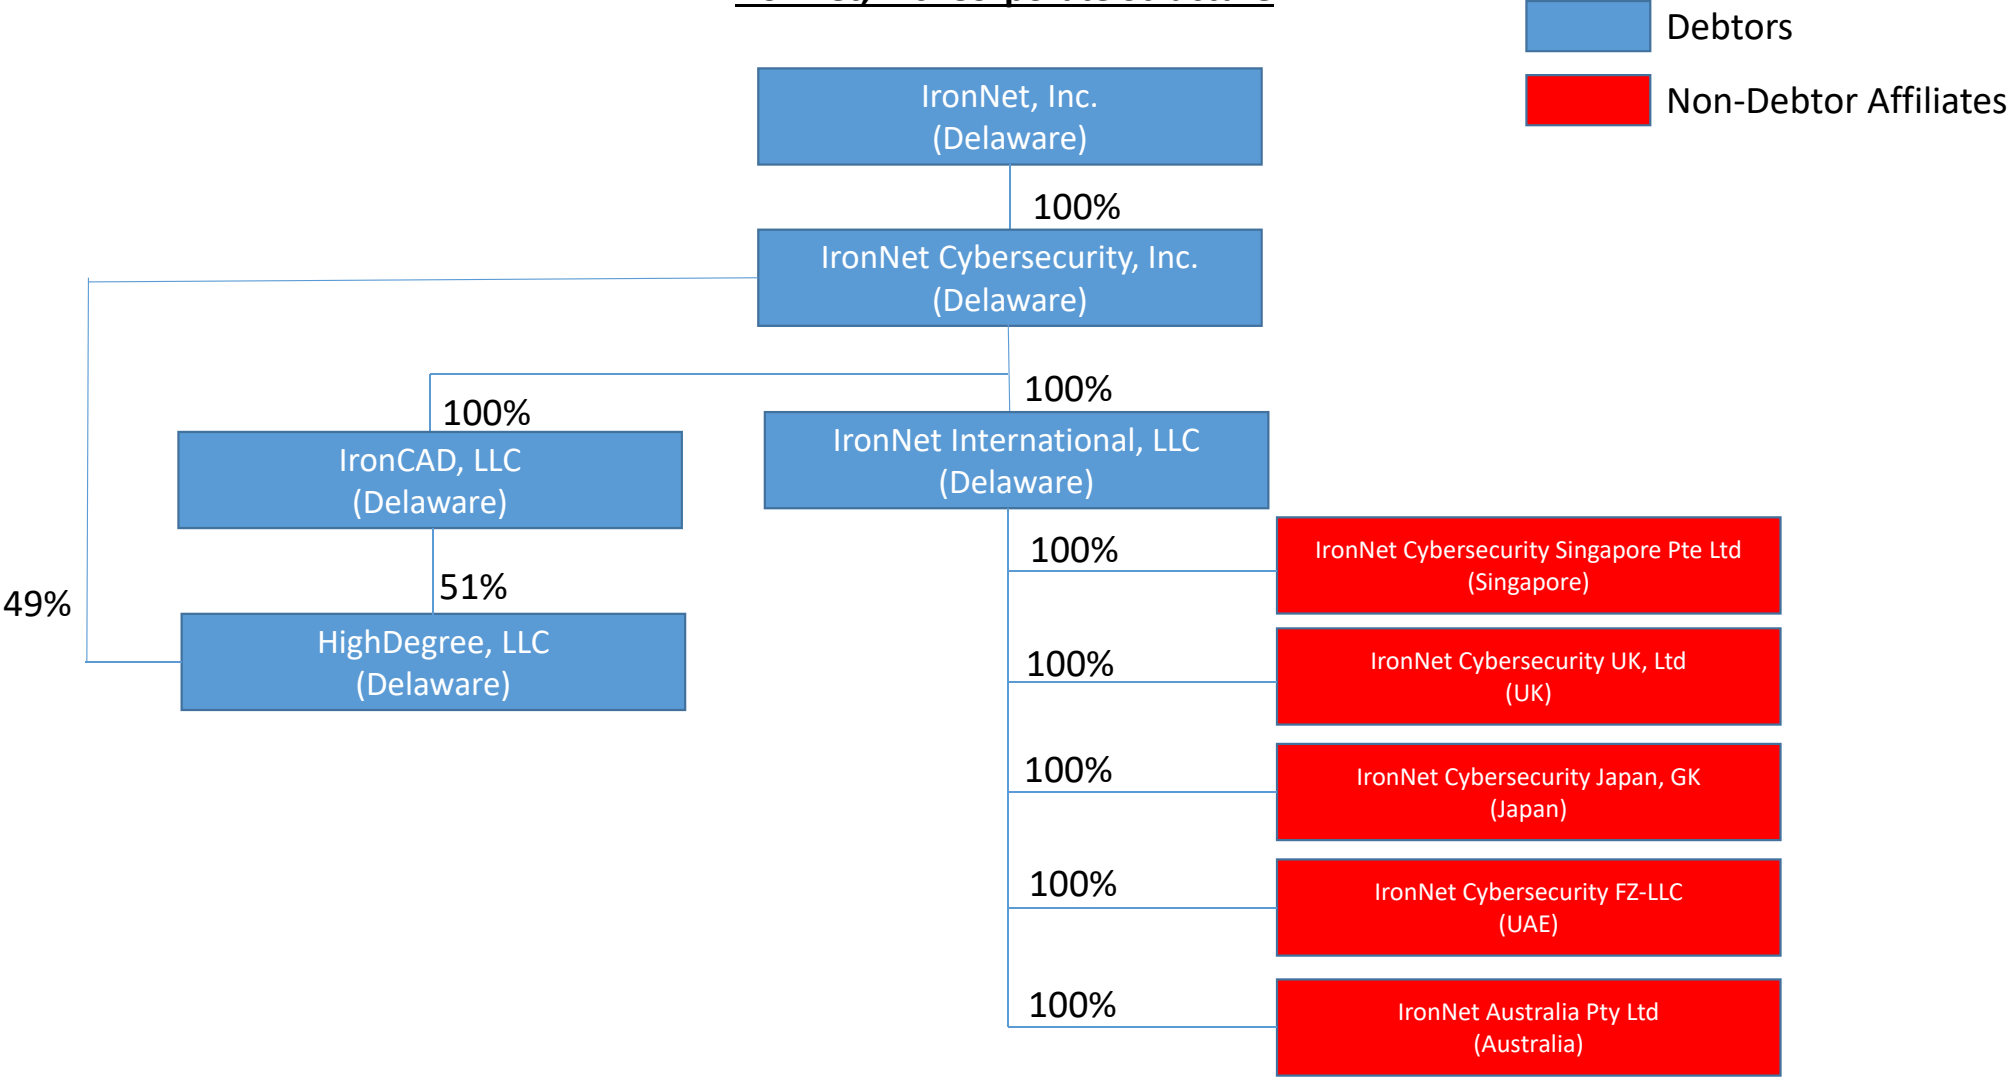 Debtors
Non-Debtor Affiliates
IronNet, Inc.
(Delaware)
100%
IronNet Cybersecurity, Inc.
(Delaware)
100%
100%
IronCAD, LLC
(Delaware)
IronNet International, LLC
(Delaware)
49%
51%
HighDegree, LLC
(Delaware)
100%
IronNet Cybersecurity Singapore Pte Ltd
(Singapore)
100%
IronNet Cybersecurity UK, Ltd
(UK)
100%
IronNet Cybersecurity Japan, GK
(Japan)
100%
IronNet Cybersecurity FZ-LLC
(UAE)
100%
IronNet Australia Pty Ltd
(Australia)